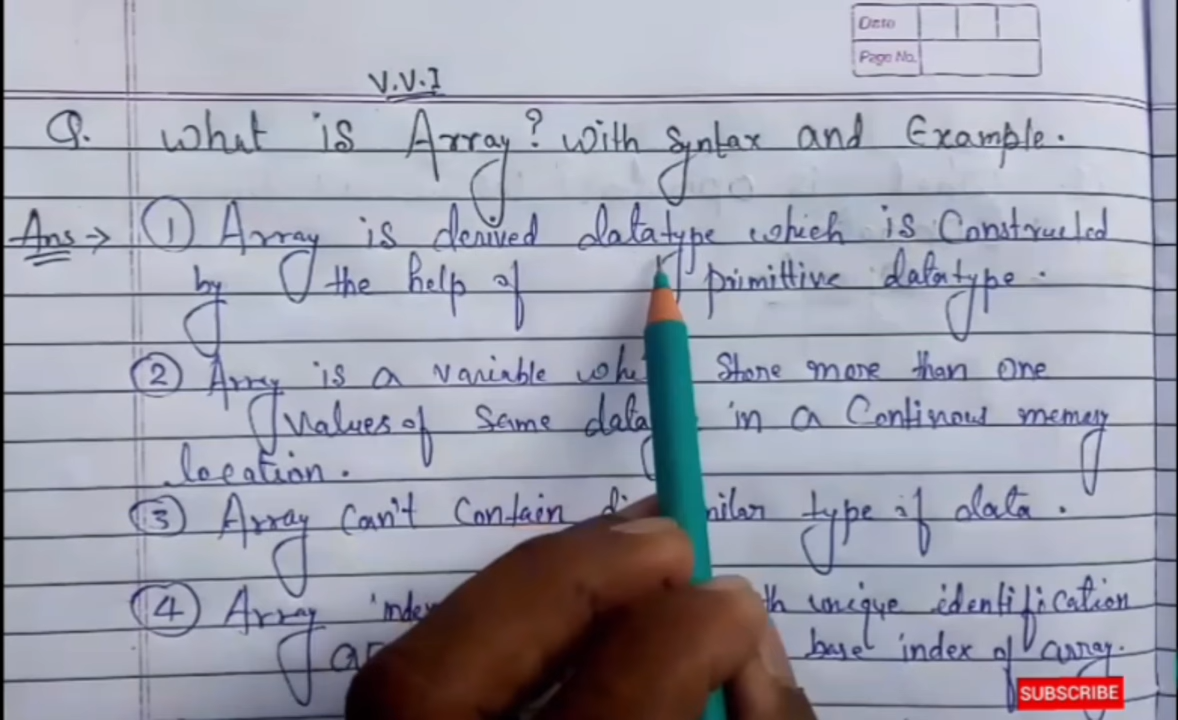 Date
Page No.
V.V.I
Q. What is Array? with Syntax and Example.
Ans → ① Array is derived datatype which is Constructed
by the help of primittive datatype.
② Array is a variable Store more than one
values of Same data in a Continous memory
location.
③ Array Can't Contain type of data.
④ Array unique identification
base index of array.
SUBSCRIBE